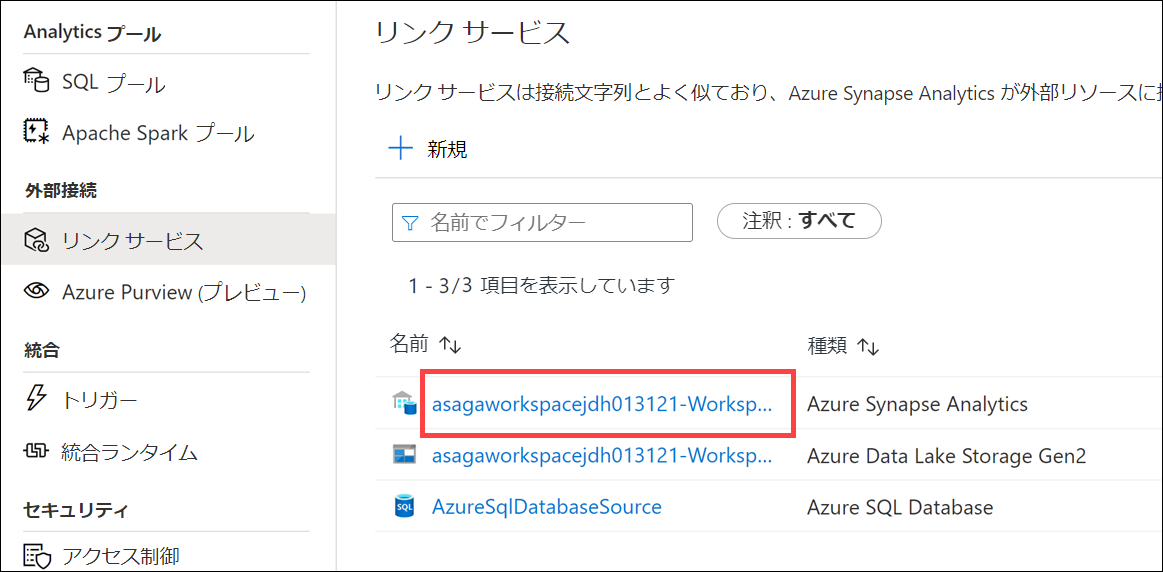 Analytics プール
SQL プール
Apache Spark プール
外部接続
リンク サービス
Azure Purview (プレビュー)
統合
トリガー
統合ランタイム
セキュリティ
アクセス制御
リンク サービス
リンク サービスは接続文字列とよく似ており、Azure Synapse Analytics が外部リソースに
新規
名前でフィルター
注釈 : すべて
1 - 3/3 項目を表示しています
名前 種類
asagaworkspacejdh013121-Worksp... Azure Synapse Analytics
asagaworkspacejdh013121-Worksp... Azure Data Lake Storage Gen2
SQL AzureSqlDatabaseSource Azure SQL Database